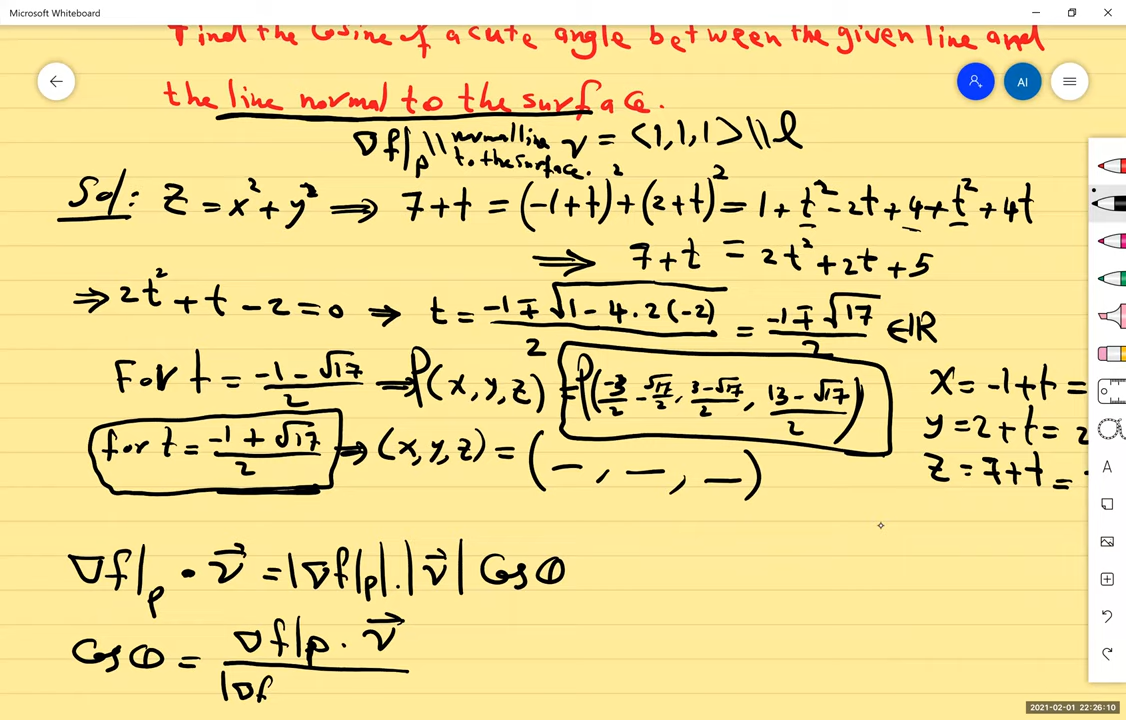 Microsoft Whiteboard
Find the Cosine of a acute angle between the given line and
the line normal to the surface.
∇f|p \\ normal line to the surface. v = <1,1,1> \\ l
AI
Sol: z = x² + y² ⟹ 7+t = (-1+t)² + (2+t)² = 1 + t² - 2t + 4 + t² + 4t
⟹ 7+t = 2t² + 2t + 5
⟹ 2t² + t - 2 = 0 ⟹ t = (-1 ∓ √(1 - 4.2(-2)))/2 = (-1 ∓ √17)/2 ∈ IR
For t = (-1 - √17)/2 ⟹ P(x, y, z) = P(-3/2 - √17/2, (3-√17)/2, (13-√17)/2)
x = -1+t =
for t = (-1 + √17)/2 ⟹ (x, y, z) = (—, —, —)
y = 2+t = 2
z = 7+t =
A
∇f|p • v⃗ = |∇f|p|.|v⃗| Cos θ
Cos θ = ∇f|p . v⃗ / |∇f
2021-02-01 22:26:10